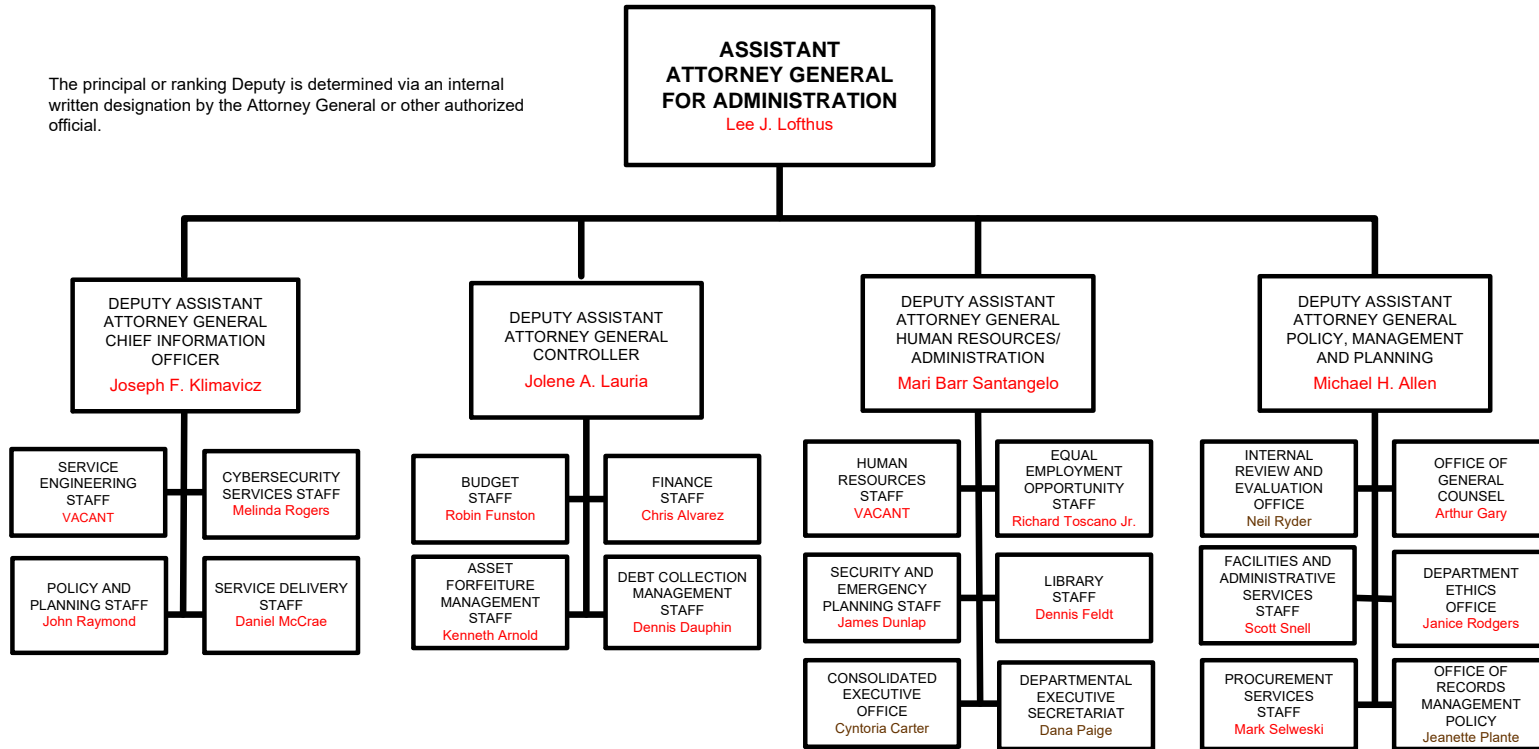 The principal or ranking Deputy is determined via an internal
written designation by the Attorney General or other authorized
official.
ASSISTANT
ATTORNEY GENERAL
FOR ADMINISTRATION
Lee J. Lofthus
DEPUTY ASSISTANT
ATTORNEY GENERAL
CHIEF INFORMATION
OFFICER
Joseph F. Klimavicz
DEPUTY ASSISTANT
ATTORNEY GENERAL
CONTROLLER
Jolene A. Lauria
DEPUTY ASSISTANT
ATTORNEY GENERAL
HUMAN RESOURCES/
ADMINISTRATION
Mari Barr Santangelo
DEPUTY ASSISTANT
ATTORNEY GENERAL
POLICY, MANAGEMENT
AND PLANNING
Michael H. Allen
SERVICE
ENGINEERING
STAFF
VACANT
CYBERSECURITY
SERVICES STAFF
Melinda Rogers
POLICY AND
PLANNING STAFF
John Raymond
SERVICE DELIVERY
STAFF
Daniel McCrae
BUDGET
STAFF
Robin Funston
FINANCE
STAFF
Chris Alvarez
ASSET
FORFEITURE
MANAGEMENT
STAFF
Kenneth Arnold
DEBT COLLECTION
MANAGEMENT
STAFF
Dennis Dauphin
HUMAN
RESOURCES
STAFF
VACANT
EQUAL
EMPLOYMENT
OPPORTUNITY
STAFF
Richard Toscano Jr.
SECURITY AND
EMERGENCY
PLANNING STAFF
James Dunlap
LIBRARY
STAFF
Dennis Feldt
CONSOLIDATED
EXECUTIVE
OFFICE
Cyntoria Carter
DEPARTMENTAL
EXECUTIVE
SECRETARIAT
Dana Paige
INTERNAL
REVIEW AND
EVALUATION
OFFICE
Neil Ryder
OFFICE OF
GENERAL
COUNSEL
Arthur Gary
FACILITIES AND
ADMINISTRATIVE
SERVICES
STAFF
Scott Snell
DEPARTMENT
ETHICS
OFFICE
Janice Rodgers
PROCUREMENT
SERVICES
STAFF
Mark Selweski
OFFICE OF
RECORDS
MANAGEMENT
POLICY
Jeanette Plante